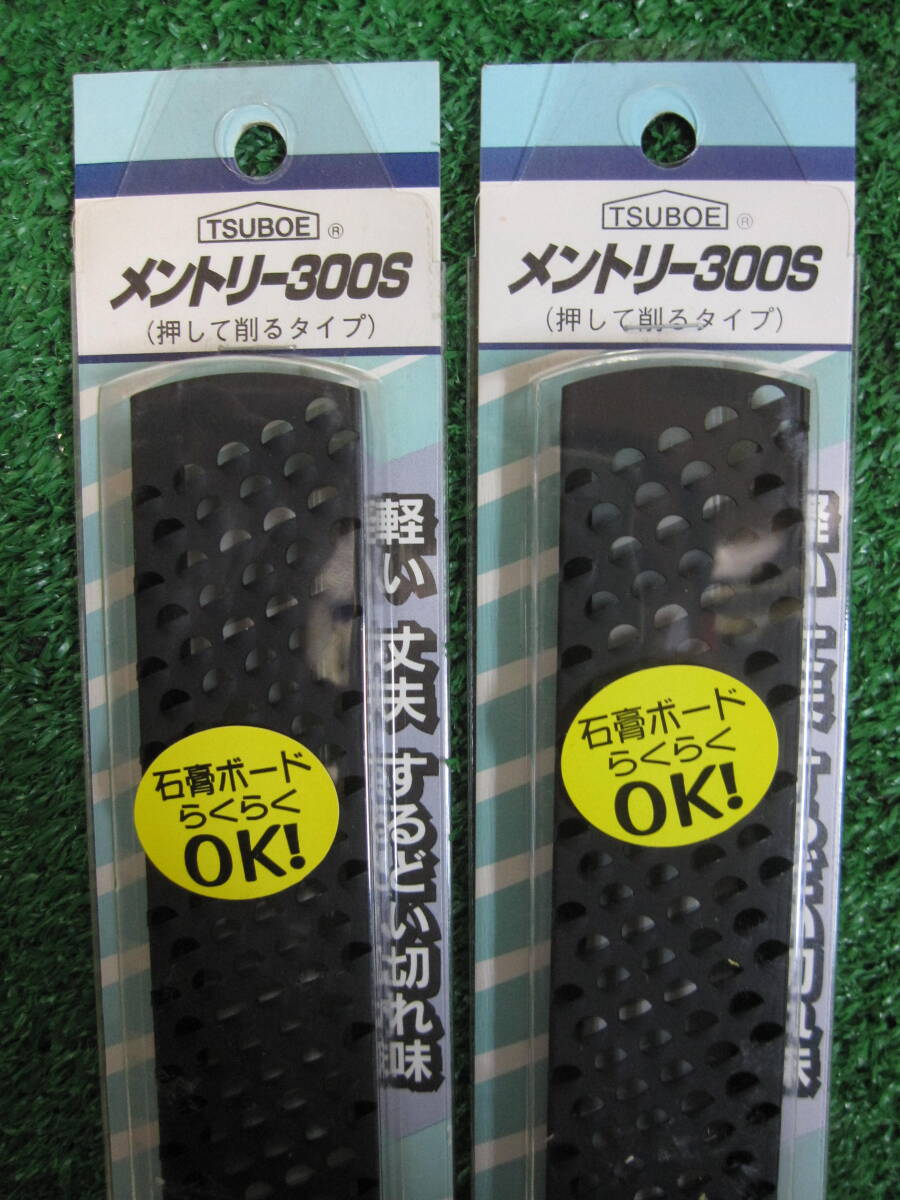 TSUBOE ®
メントリー300S
(押して削るタイプ)
軽い 丈夫 するどい切れ味
石膏ボード
らくらく
OK!
TSUBOE ®
メントリー300S
(押して削るタイプ)
石膏ボード
らくらく
OK!